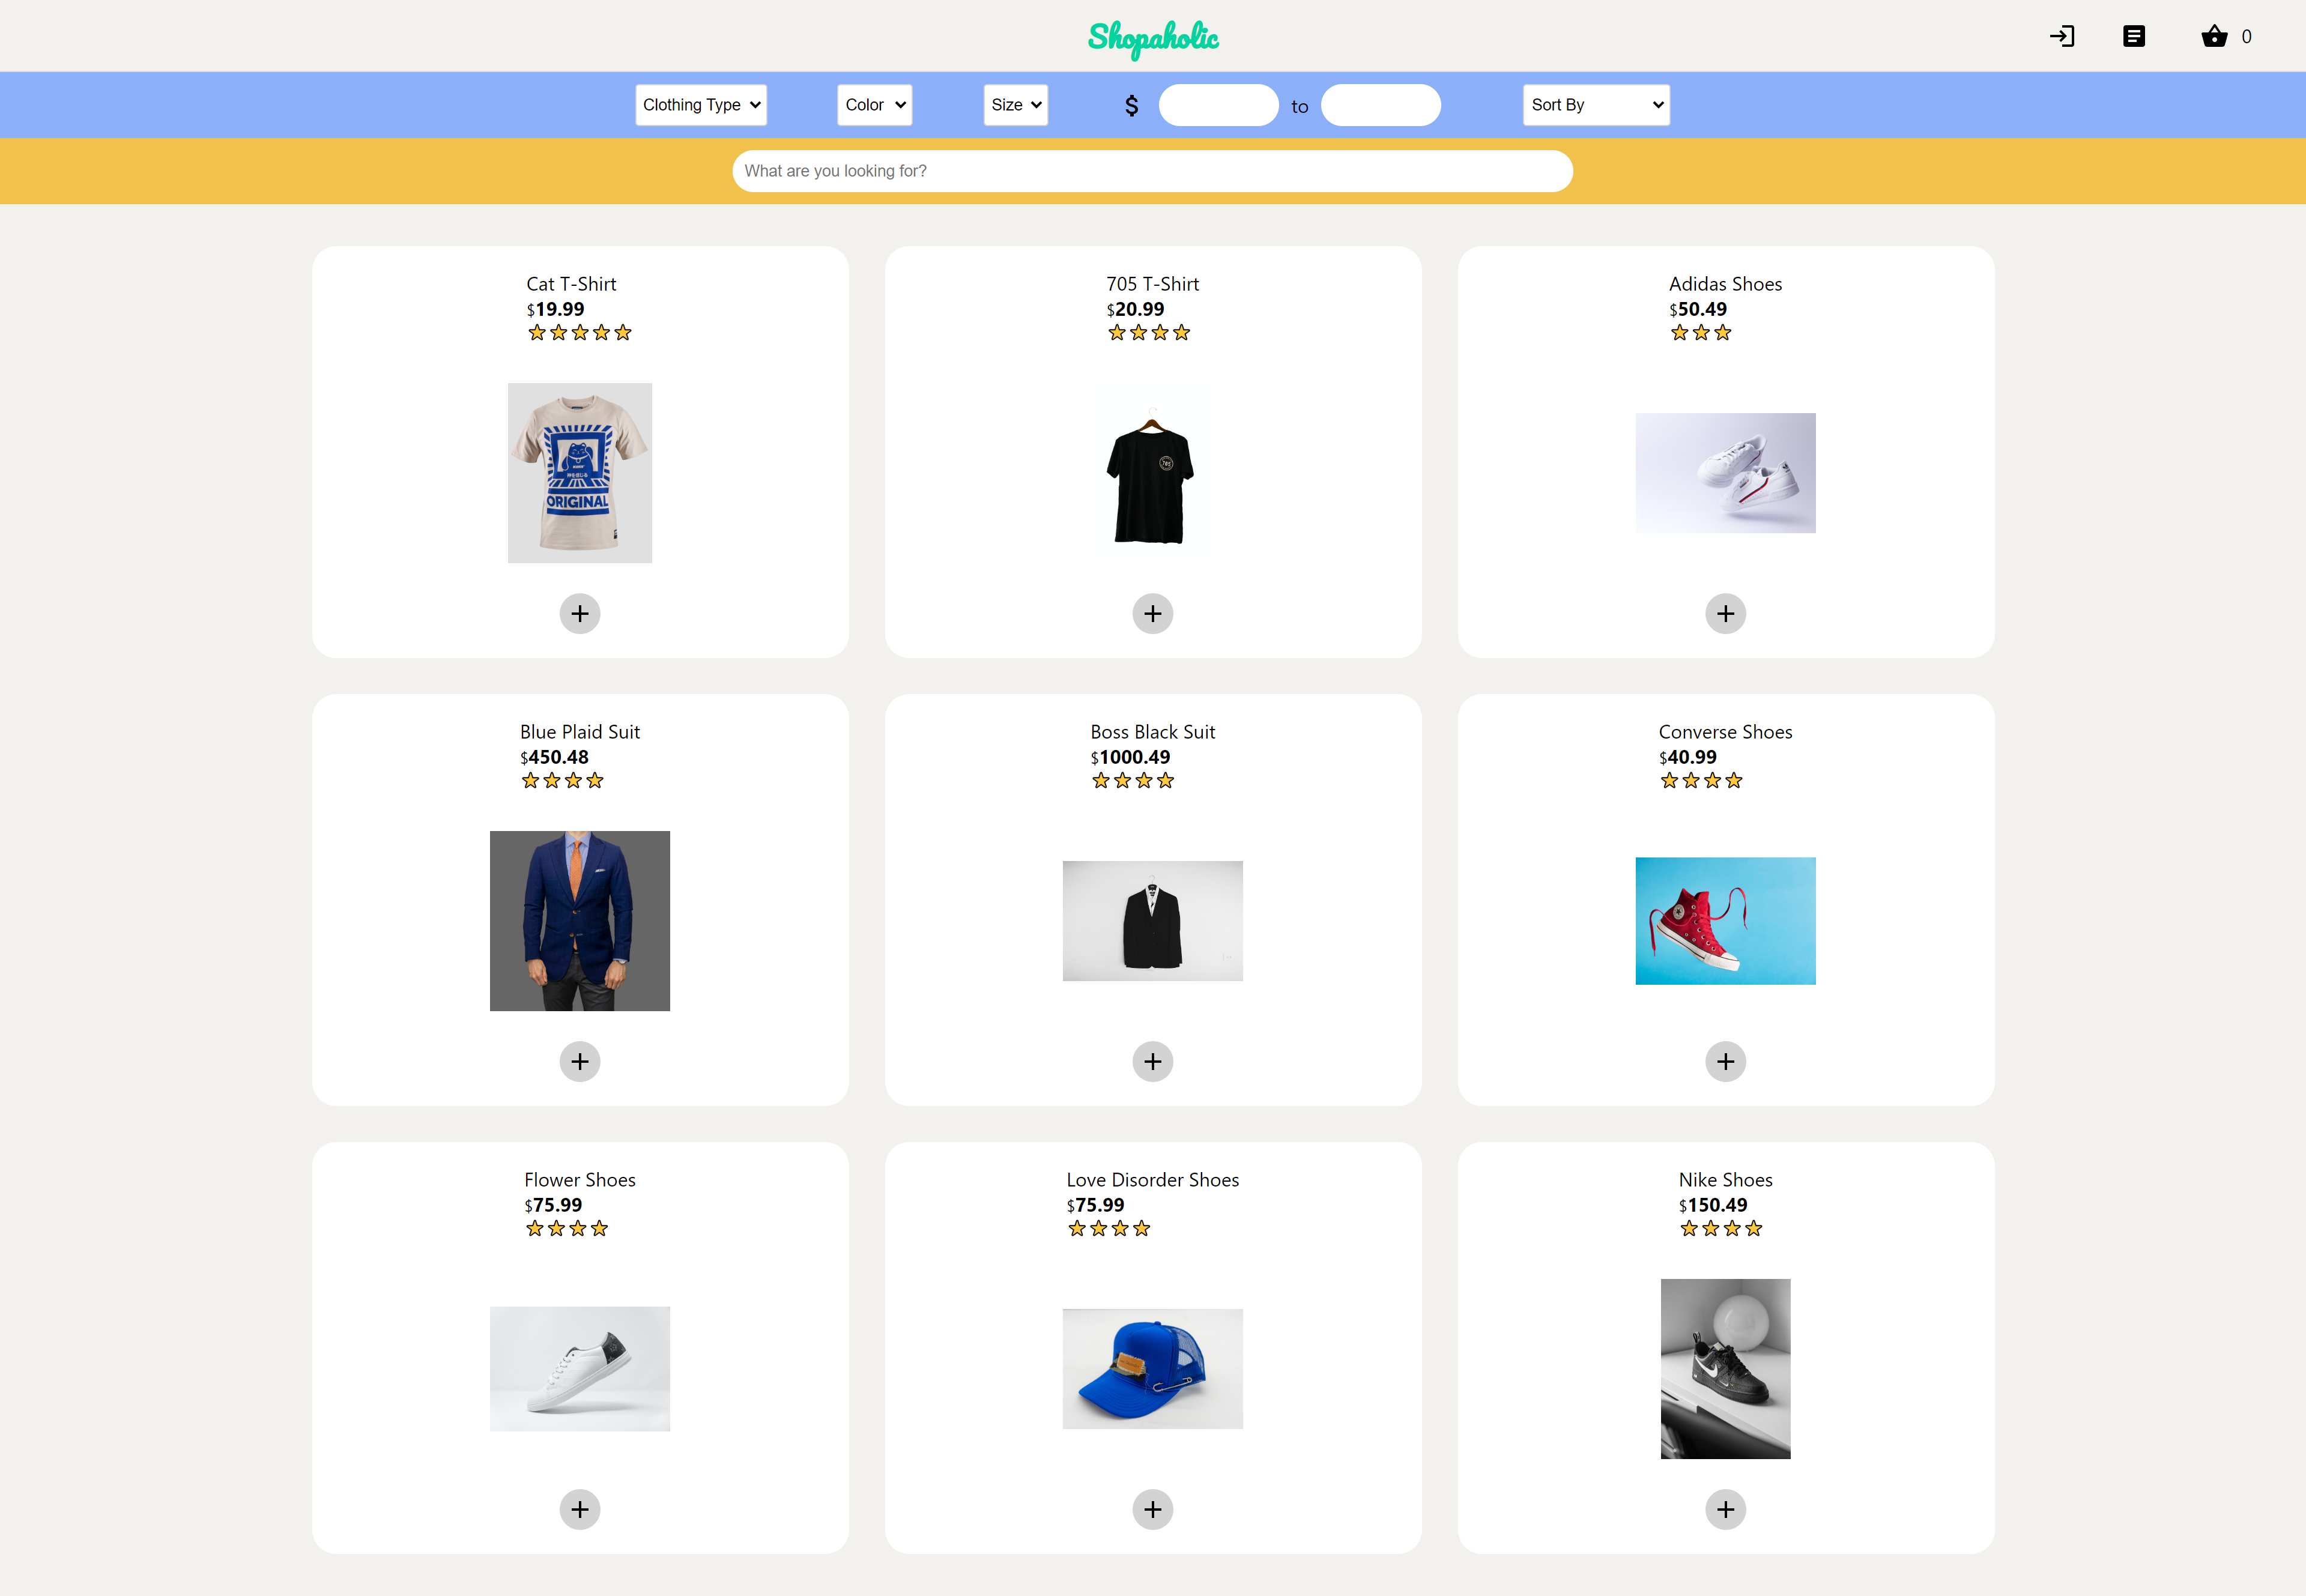 Shopaholic
0
Clothing Type
Color
Size
$
to
Sort By
What are you looking for?
Cat T-Shirt
$19.99
ORIGINAL
705 T-Shirt
$20.99
705
Adidas Shoes
$50.49
Blue Plaid Suit
$450.48
Boss Black Suit
$1000.49
Converse Shoes
$40.99
Flower Shoes
$75.99
Love Disorder Shoes
$75.99
Nike Shoes
$150.49